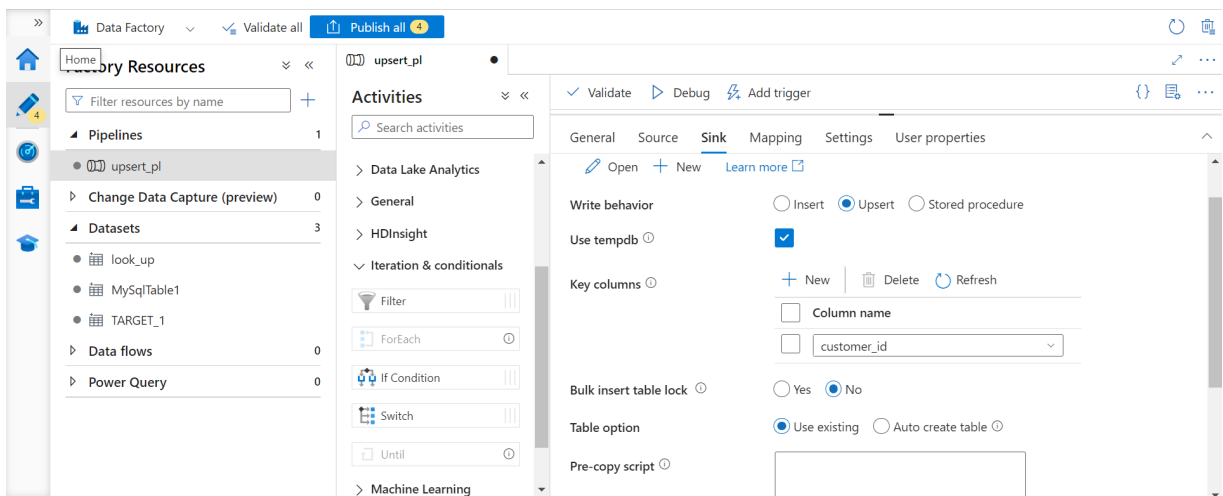 »
Data Factory
Validate all
Publish all 4
Home
Factory Resources
upsert_pl
4
Filter resources by name
Pipelines 1
upsert_pl
Change Data Capture (preview) 0
Datasets 3
look_up
MySqlTable1
TARGET_1
Data flows 0
Power Query 0
Activities
Search activities
Data Lake Analytics
General
HDInsight
Iteration & conditionals
Filter
ForEach
If Condition
Switch
Until
Machine Learning
Validate Debug Add trigger
General Source Sink Mapping Settings User properties
Open New Learn more
Write behavior Insert Upsert Stored procedure
Use tempdb
Key columns New Delete Refresh
Column name
customer_id
Bulk insert table lock Yes No
Table option Use existing Auto create table
Pre-copy script